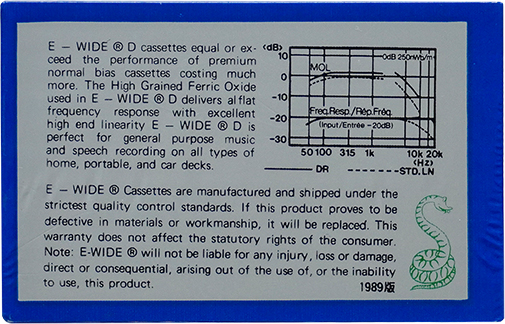 E – WIDE ® D cassettes equal or ex-
ceed the performance of premium
normal bias cassettes costing much
more. The High Grained Ferric Oxide
used in E – WIDE ® D delivers al flat
frequency response with excellent
high end linearity E – WIDE ® D is
perfect for general purpose music
and speech recording on all types of
home, portable, and car decks.
(dB)
10
0
-10
-20
-30
0dB 250nWb/m
MOL
Freq.Resp./Rép.Fréq.
(Input/Entrée -20dB)
50 100 315 1k 10k 20k
(Hz)
DR STD. LN
E – WIDE ® Cassettes are manufactured and shipped under the
strictest quality control standards. If this product proves to be
defective in materials or workmanship, it will be replaced. This
warranty does not affect the statutory rights of the consumer.
Note: E-WIDE ® will not be liable for any injury, loss or damage,
direct or consequential, arising out of the use of, or the inability
to use, this product.
1989版